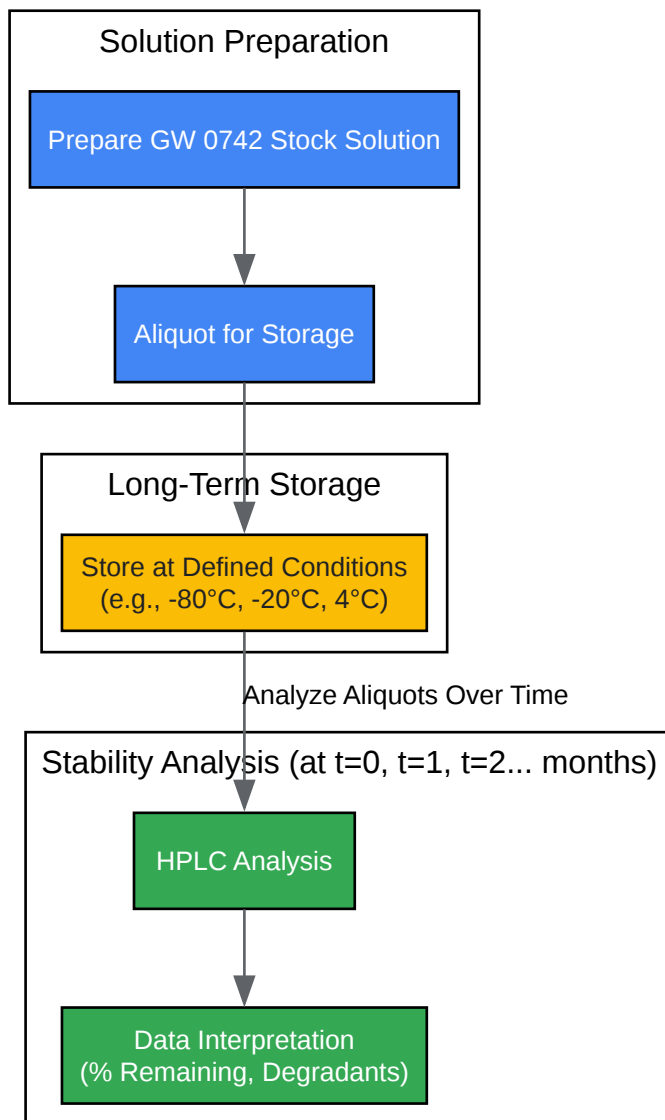 Solution Preparation
Prepare GW 0742 Stock Solution
Aliquot for Storage
Long-Term Storage
Store at Defined Conditions
(e.g., -80°C, -20°C, 4°C)
Analyze Aliquots Over Time
Stability Analysis (at t=0, t=1, t=2... months)
HPLC Analysis
Data Interpretation
(% Remaining, Degradants)